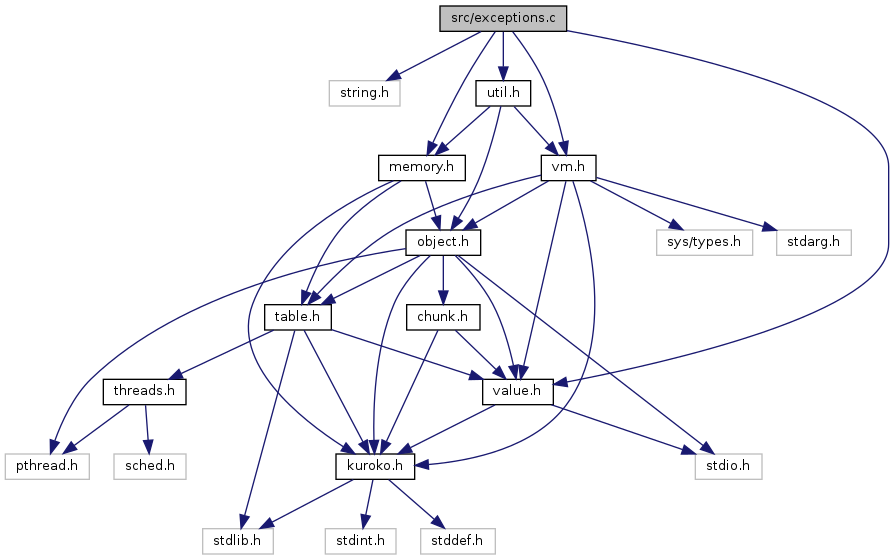 src/exceptions.c
string.h
util.h
memory.h
vm.h
object.h
sys/types.h
stdarg.h
table.h
chunk.h
threads.h
value.h
pthread.h
sched.h
kuroko.h
stdio.h
stdlib.h
stdint.h
stddef.h